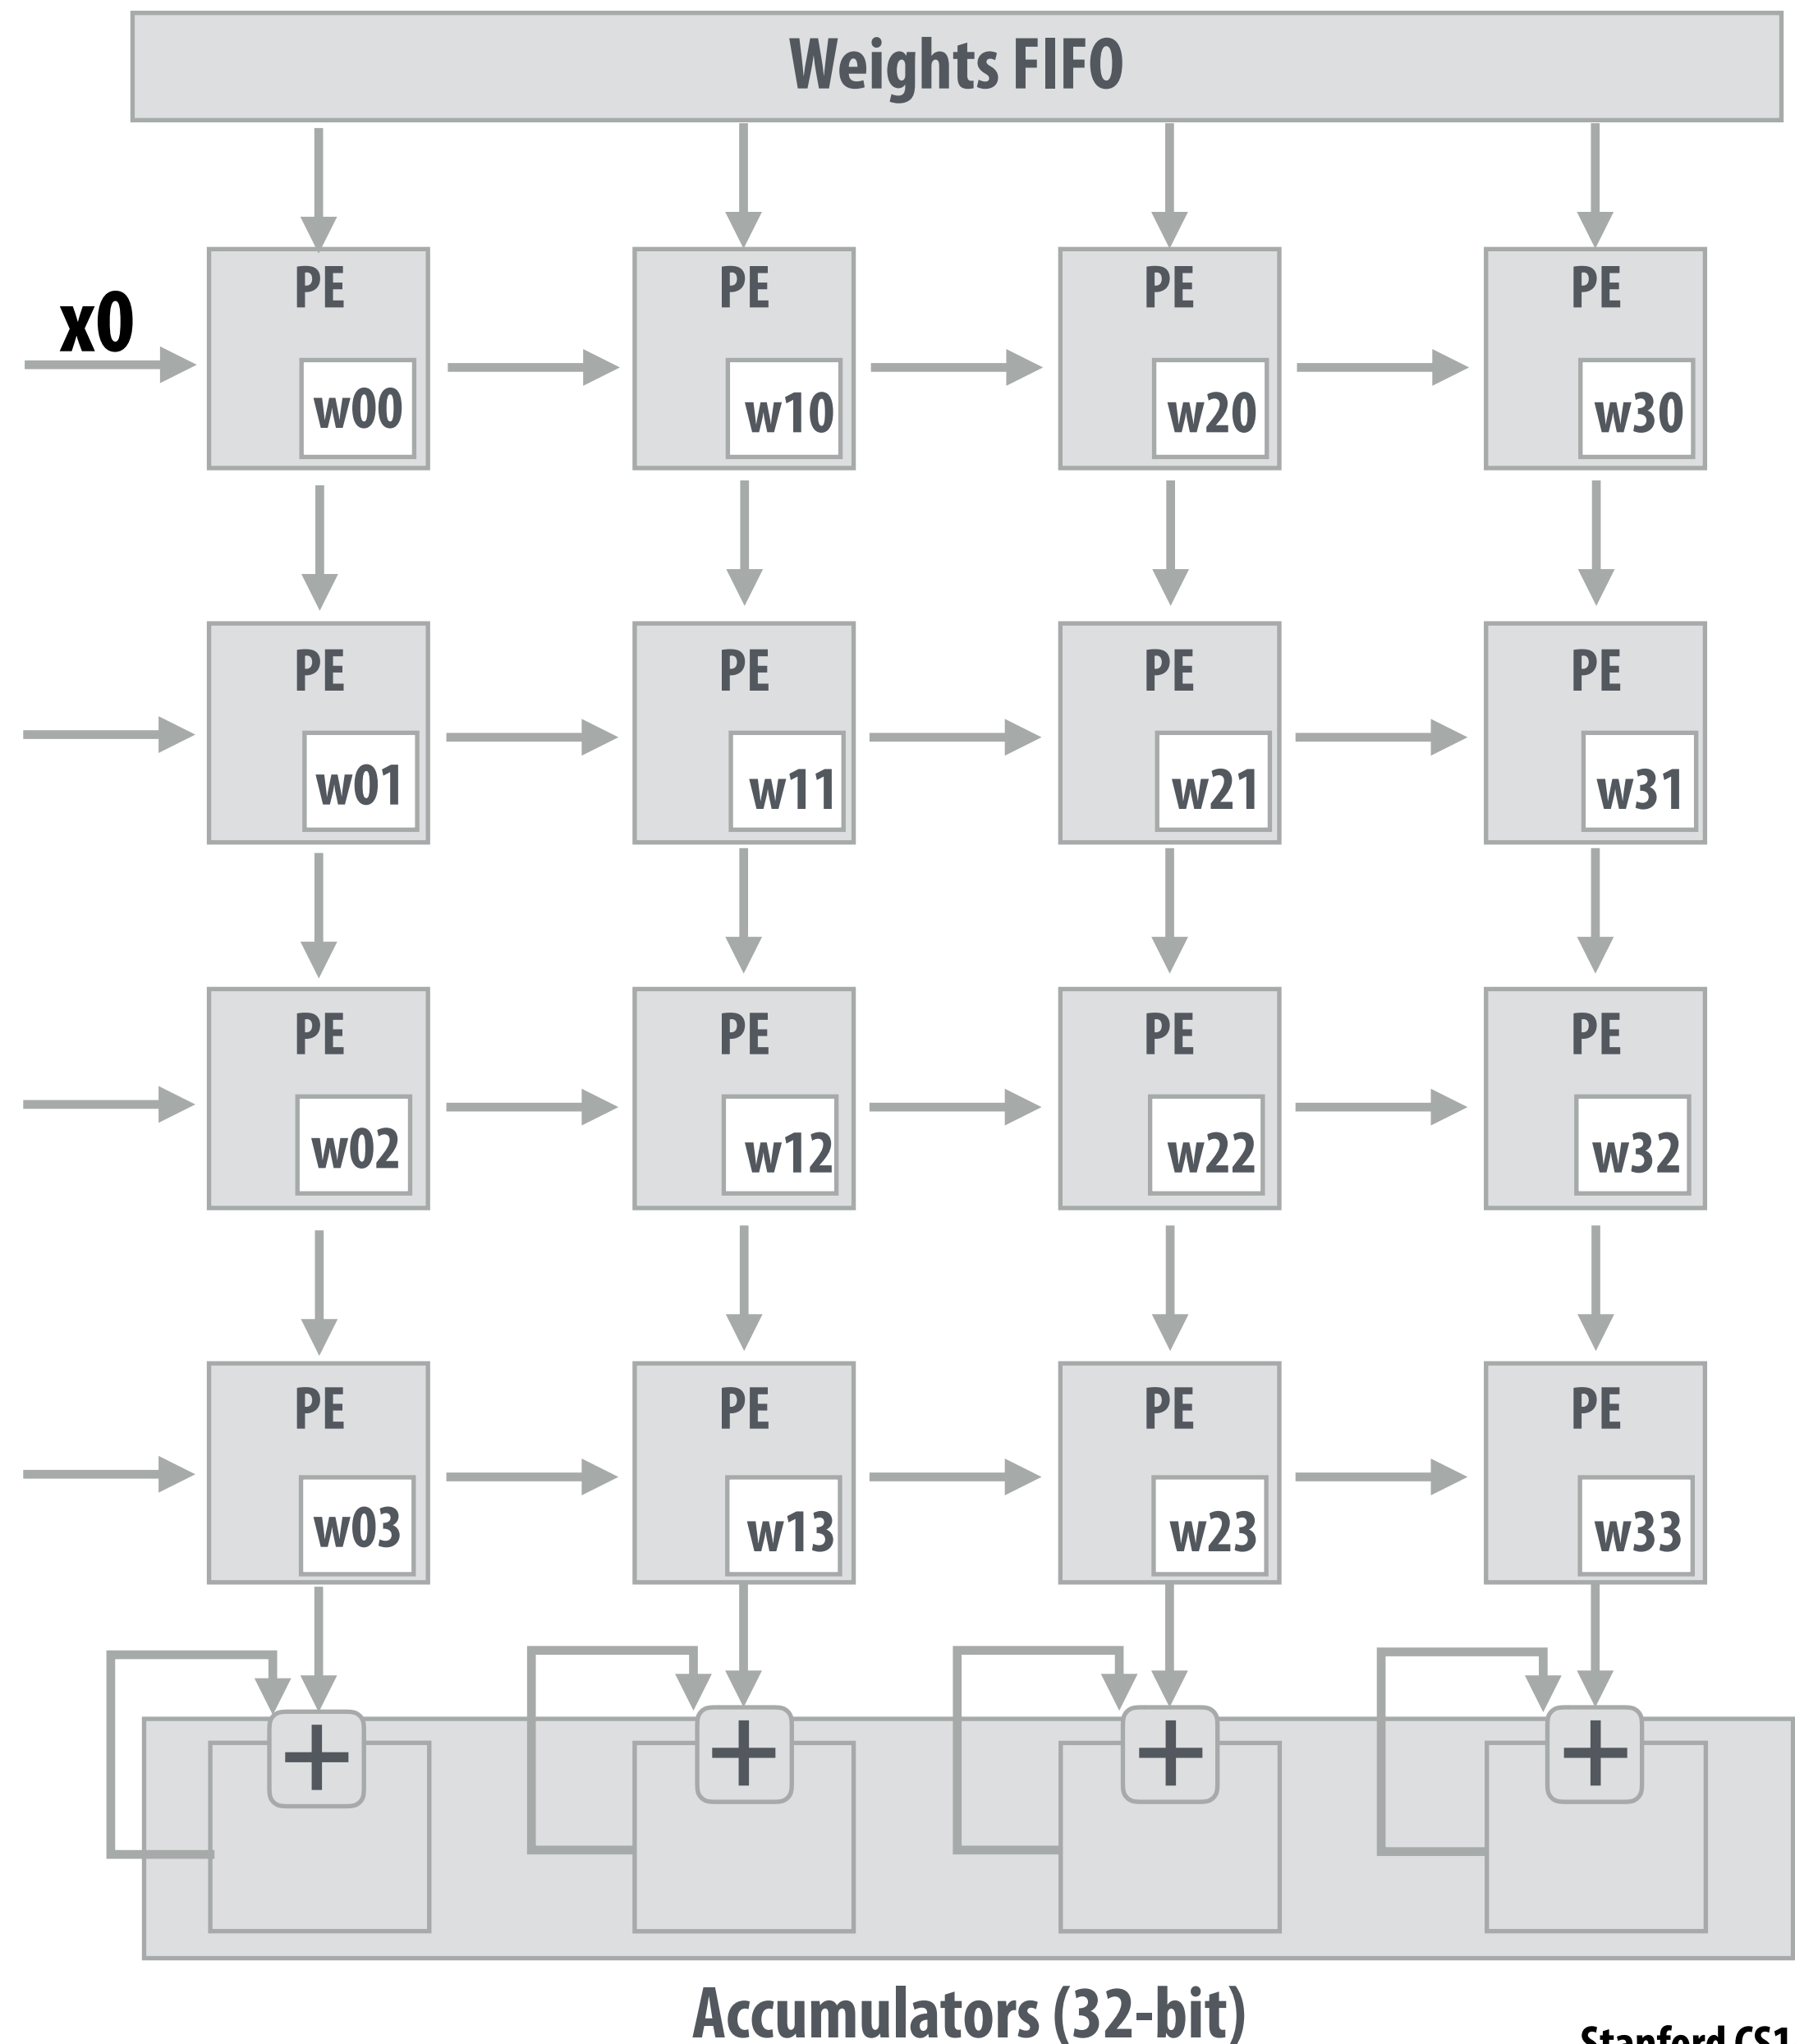 Weights FIFO
PE PE PE PE
x0
w00 w10 w20 w30
PE PE PE PE
w01 w11 w21 w31
PE PE PE PE
w02 w12 w22 w32
PE PE PE PE
w03 w13 w23 w33
+ + + +
Accumulators (32-bit)
Stanford CS1